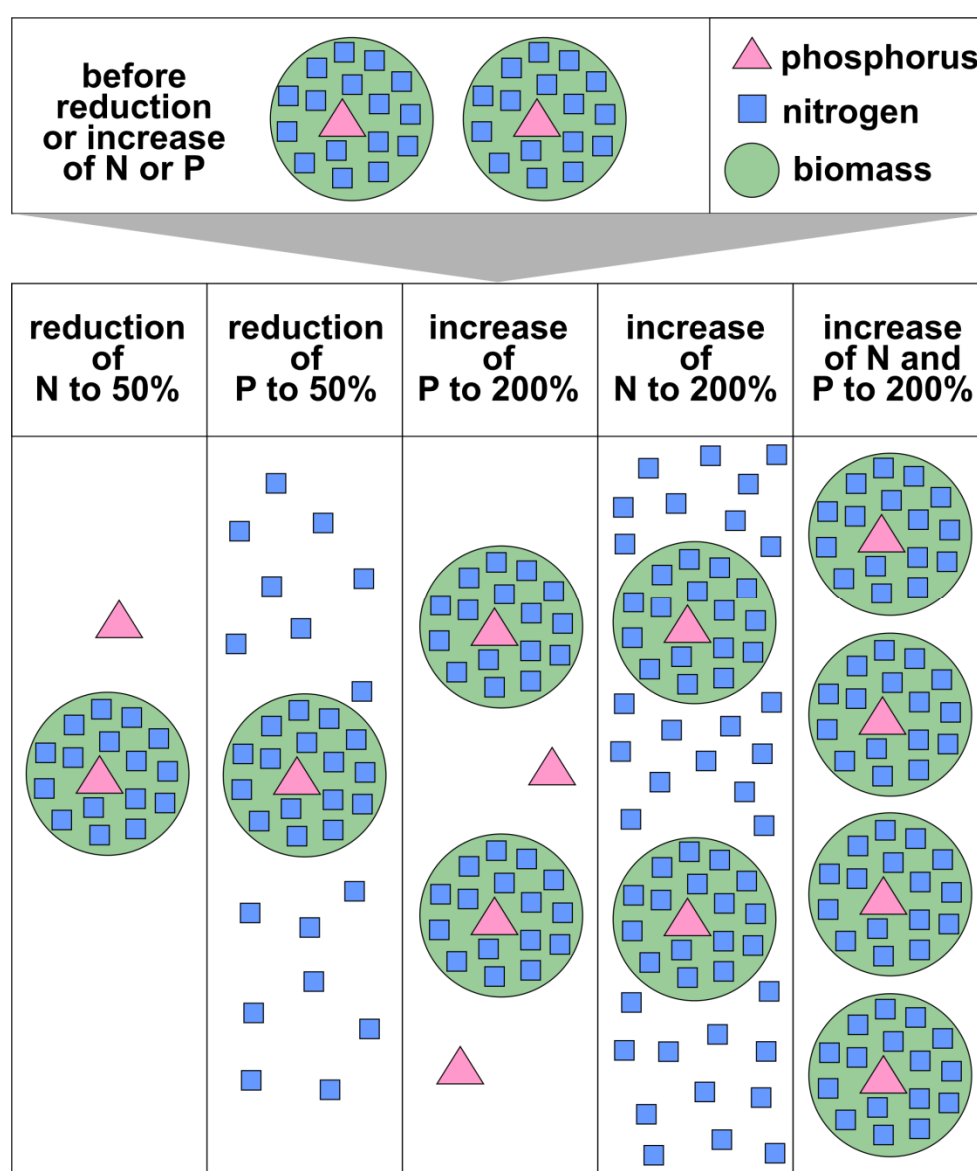 before
reduction
or increase
of N or P
phosphorus
nitrogen
biomass
reduction
of
N to 50%
reduction
of
P to 50%
increase
of
P to 200%
increase
of
N to 200%
increase
of N and
P to 200%